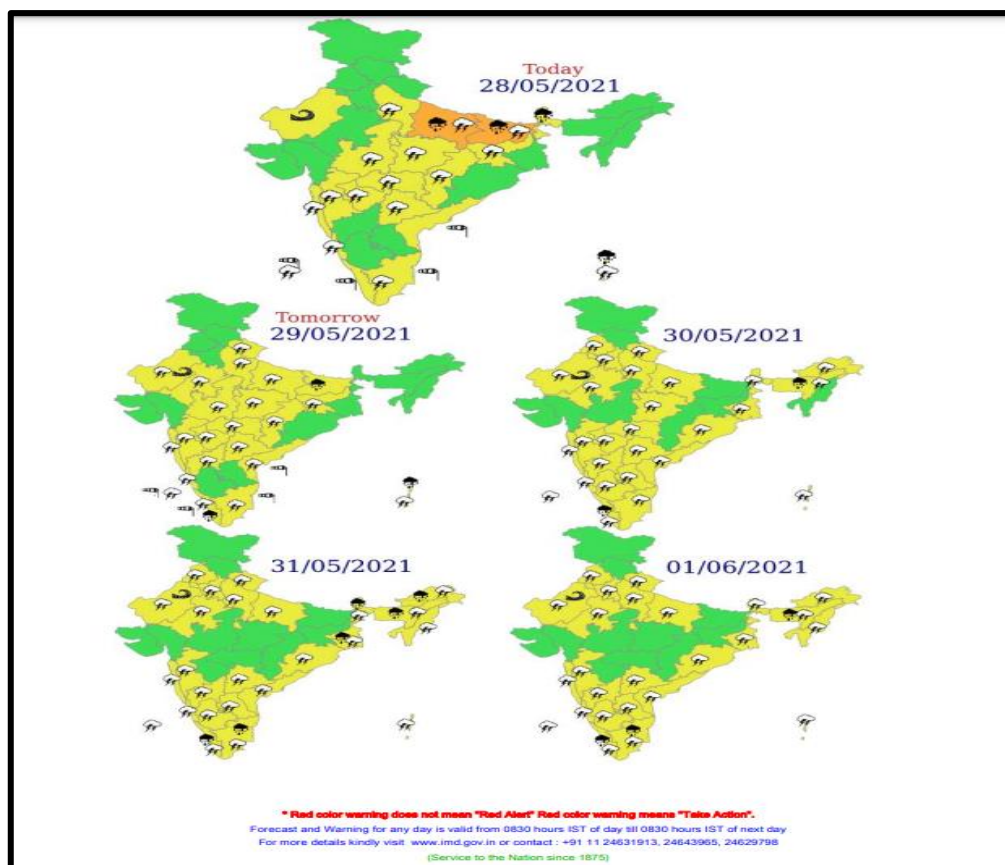 Today
28/05/2021
Tomorrow
29/05/2021
30/05/2021
31/05/2021
01/06/2021
* Red color warning does not mean "Red Alert" Red color warning means "Take Action".
Forecast and Warning for any day is valid from 0830 hours IST of day till 0830 hours IST of next day
For more details kindly visit www.imd.gov.in or contact : +91 11 24631913, 24643965, 24629798
(Service to the Nation since 1875)